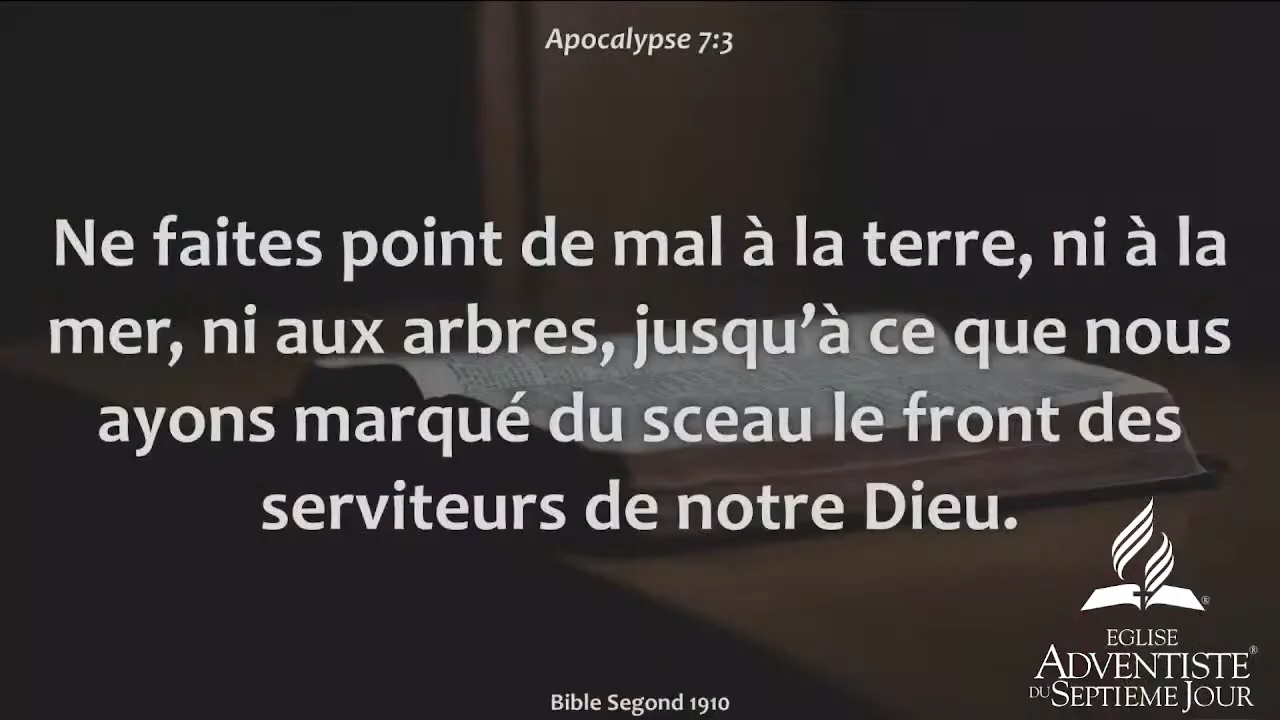 Apocalypse 7:3
Ne faites point de mal à la terre, ni à la
mer, ni aux arbres, jusqu’à ce que nous
ayons marqué du sceau le front des
serviteurs de notre Dieu.
EGLISE
ADVENTISTE®
DU SEPTIEME JOUR
Bible Segond 1910